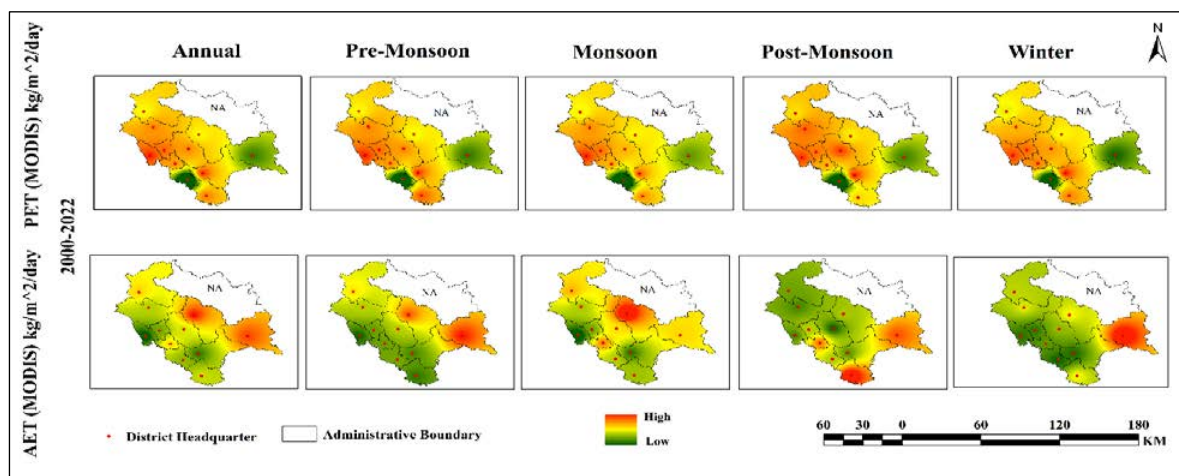 Annual
Pre-Monsoon
Monsoon
Post-Monsoon
Winter
N
PET (MODIS) kg/m^2/day
NA
NA
NA
NA
NA
2000-2022
AET (MODIS) kg/m^2/day
NA
NA
NA
NA
NA
District Headquarter
Administrative Boundary
High
Low
60 30 0 60 120 180
KM